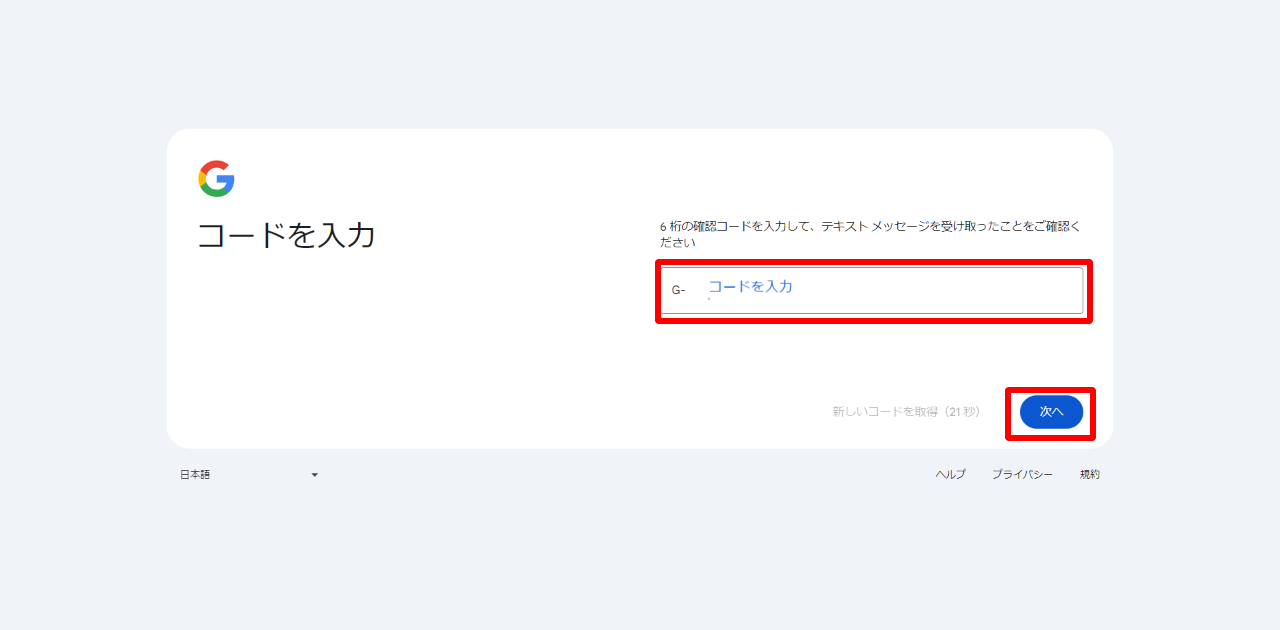 コードを入力
6 桁の確認コードを入力して、テキスト メッセージを受け取ったことをご確認く
ださい
G- コードを入力
新しいコードを取得（21 秒）
次へ
日本語
ヘルプ プライバシー 規約